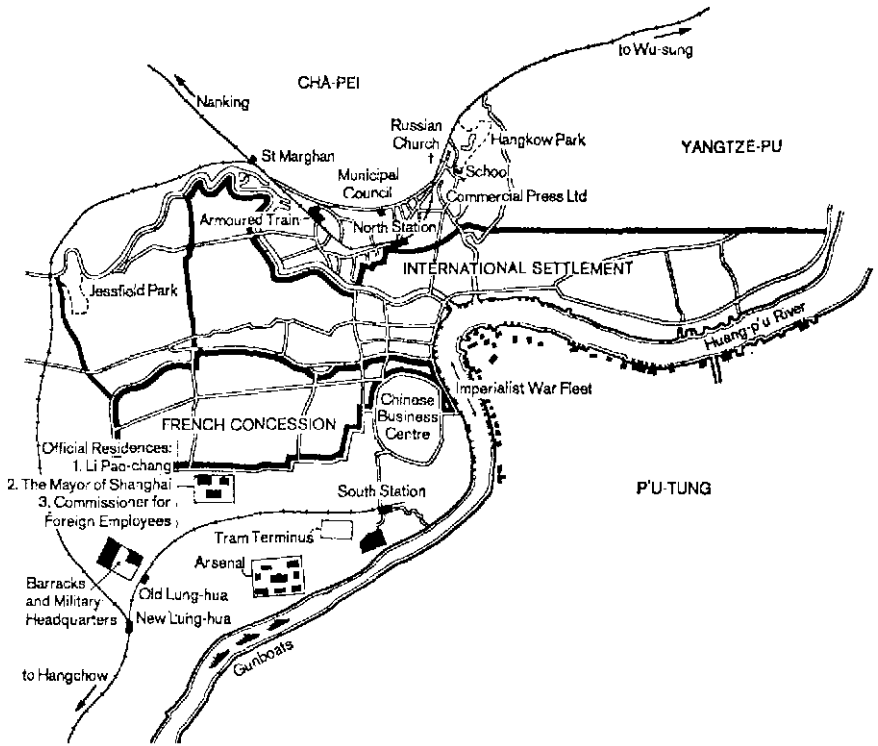 to Wu-sung
CHA-PEI
Nanking
Russian
Church
Hangkow Park
YANGTZE-PU
St Marghan
School
Municipal
Council
Commercial Press Ltd
Armoured Train
North Station
INTERNATIONAL SETTLEMENT
Jessfield Park
Huang-p'u River
Imperialist War Fleet
Chinese
Business
Centre
FRENCH CONCESSION
Official Residences:
1. Li Pao-chang
2. The Mayor of Shanghai
3. Commissioner for
Foreign Employees
South Station
P'U-TUNG
Tram Terminus
Arsenal
Barracks
and Military
Headquarters
Old Lung-hua
New Lung-hua
Gunboats
to Hangchow